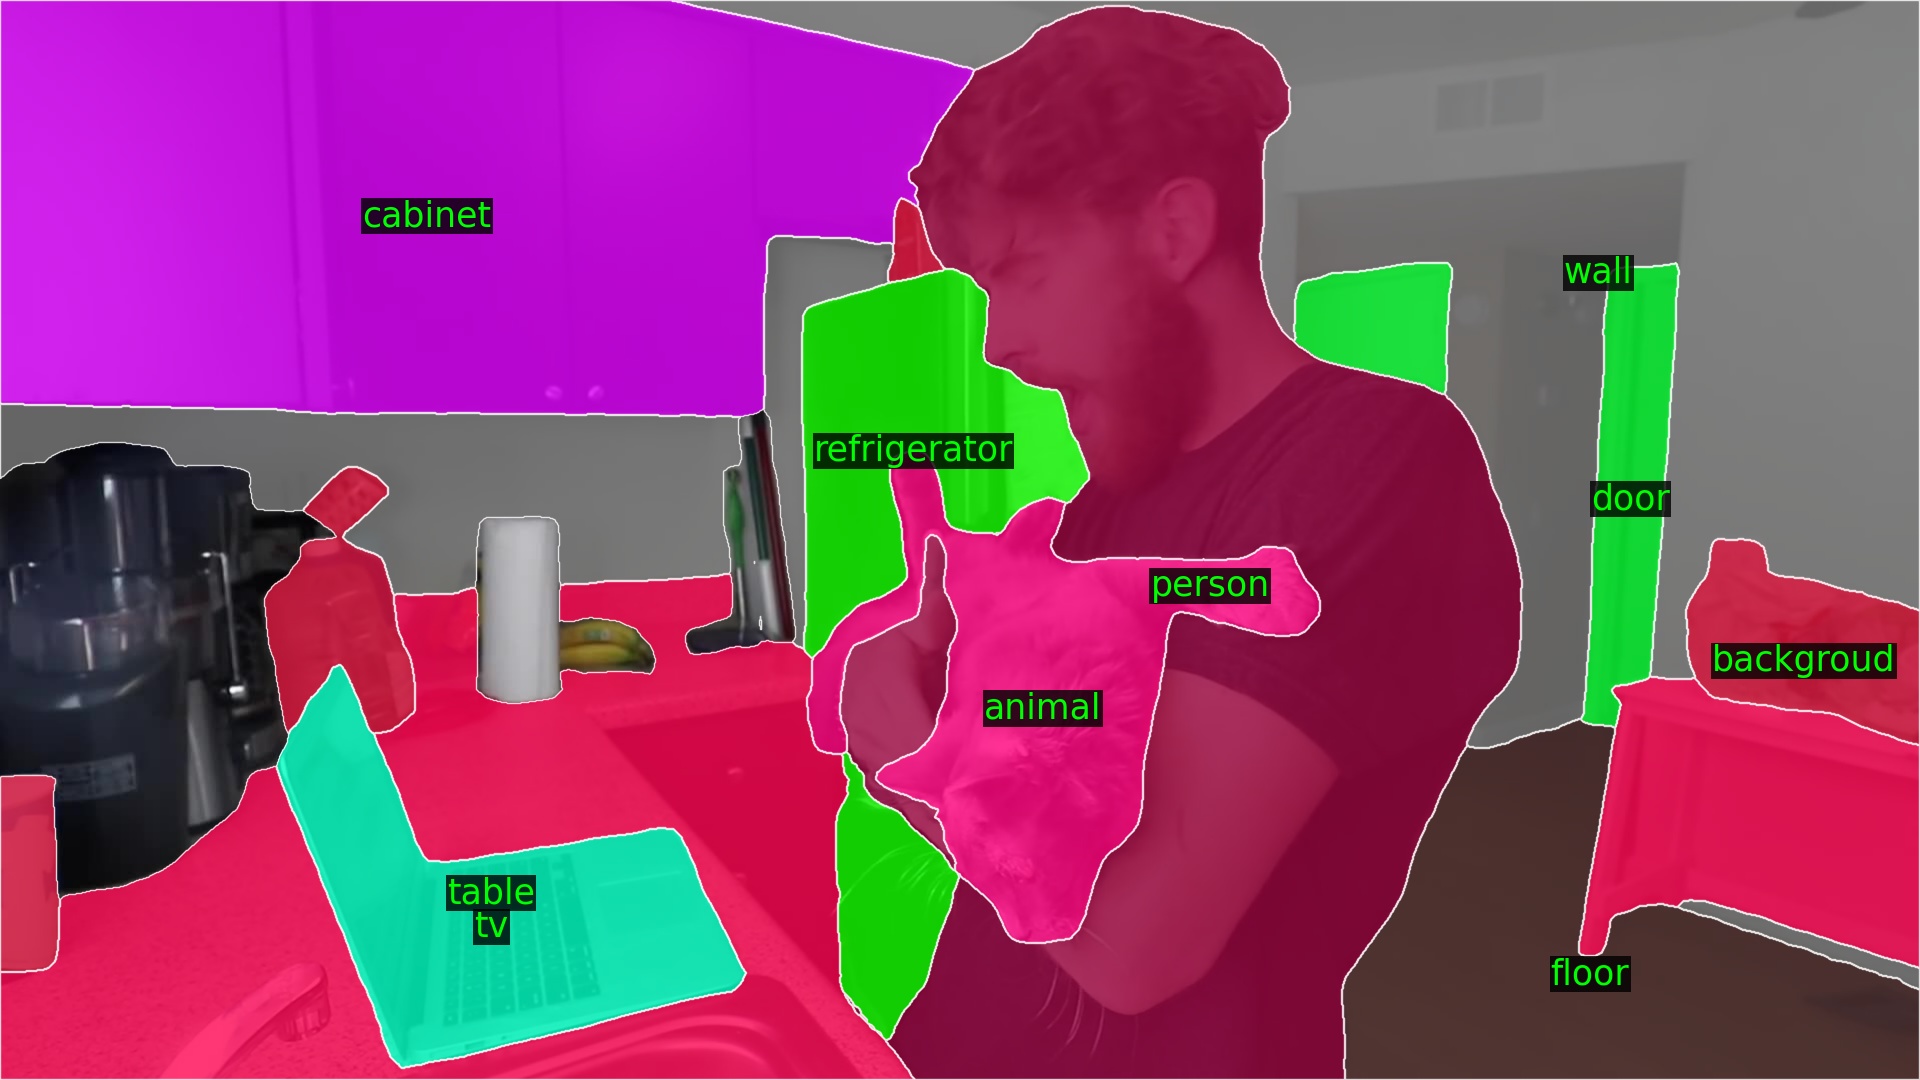 cabinet
wall
refrigerator
door
person
backgroud
animal
table
tv
floor